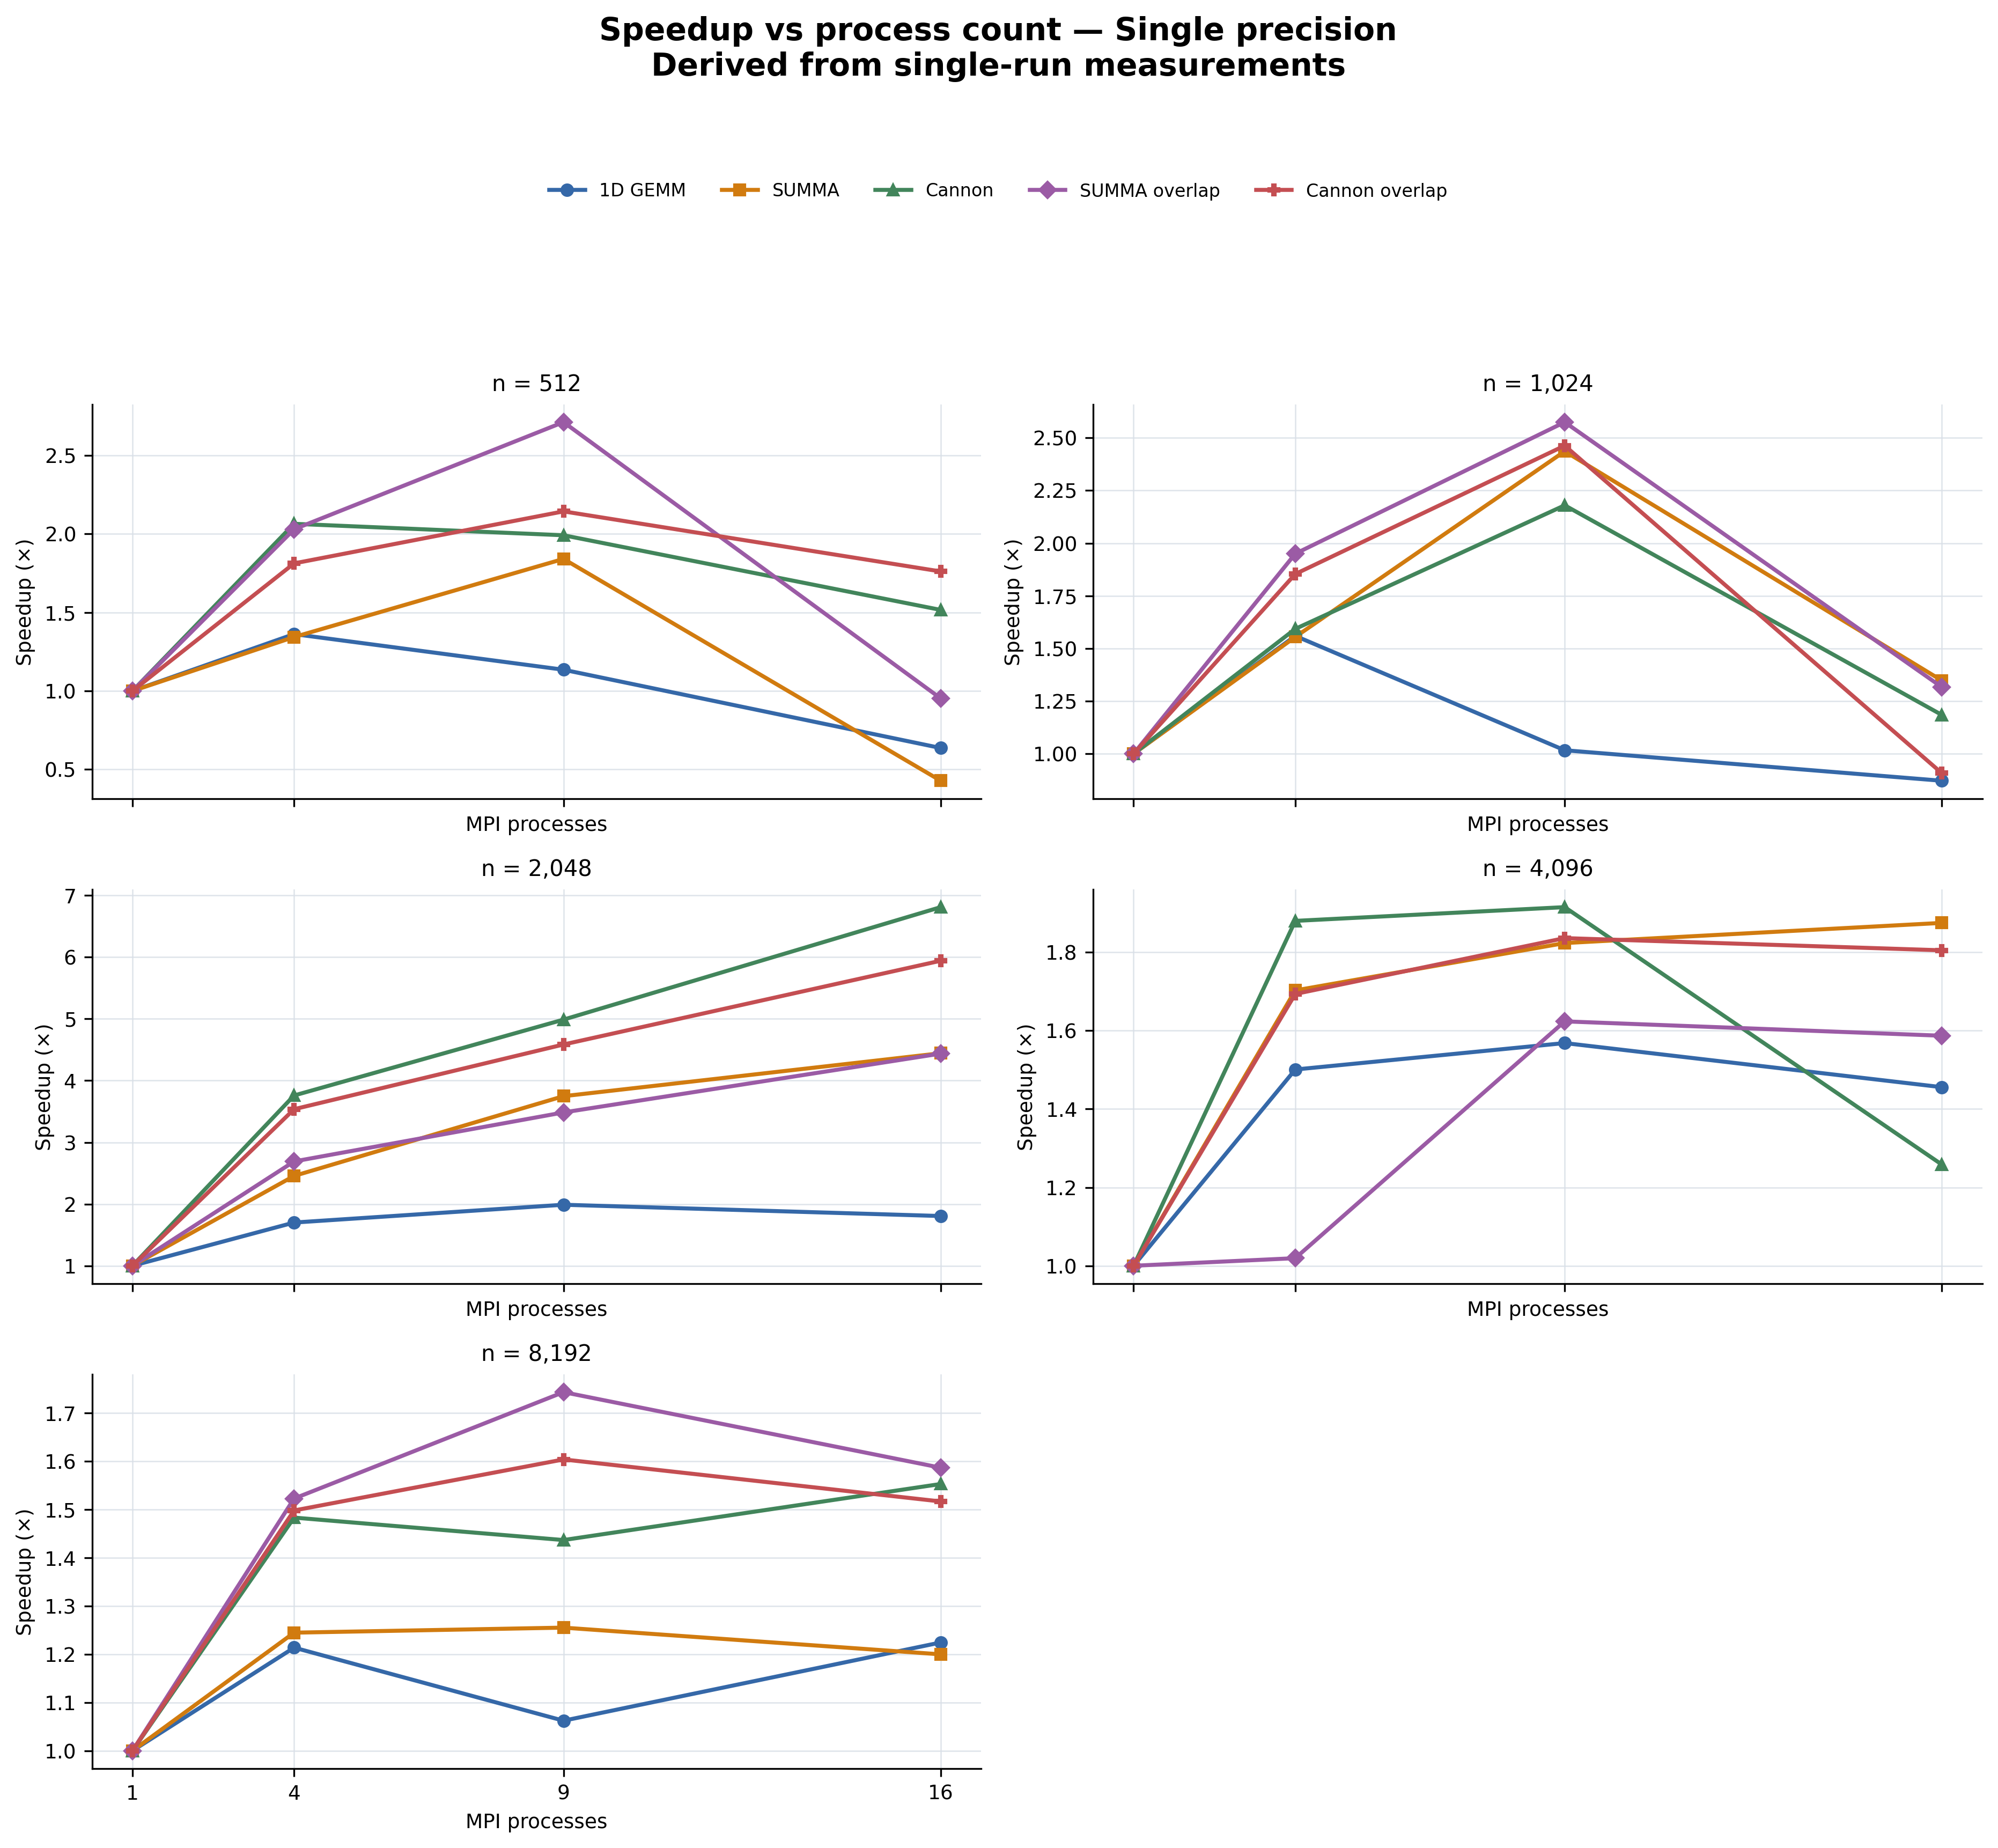 Speedup vs process count — Single precision
Derived from single-run measurements
1D GEMM
SUMMA
Cannon
SUMMA overlap
Cannon overlap
n = 512
Speedup (×)
2.5
2.0
1.5
1.0
0.5
MPI processes
n = 1,024
Speedup (×)
2.50
2.25
2.00
1.75
1.50
1.25
1.00
MPI processes
n = 2,048
Speedup (×)
7
6
5
4
3
2
1
MPI processes
n = 4,096
Speedup (×)
1.8
1.6
1.4
1.2
1.0
MPI processes
n = 8,192
Speedup (×)
1.7
1.6
1.5
1.4
1.3
1.2
1.1
1.0
1 4 9 16
MPI processes